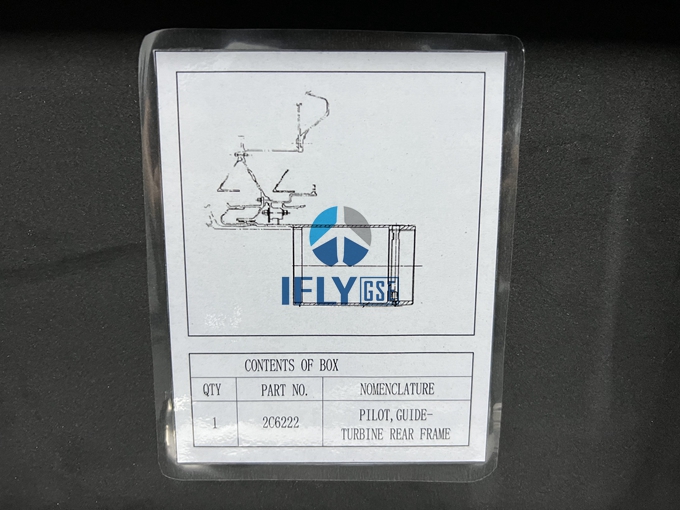 IFLY GSE
CONTENTS OF BOX
QTY PART NO. NOMENCLATURE
1 2C6222 PILOT, GUIDE-
TURBINE REAR FRAME